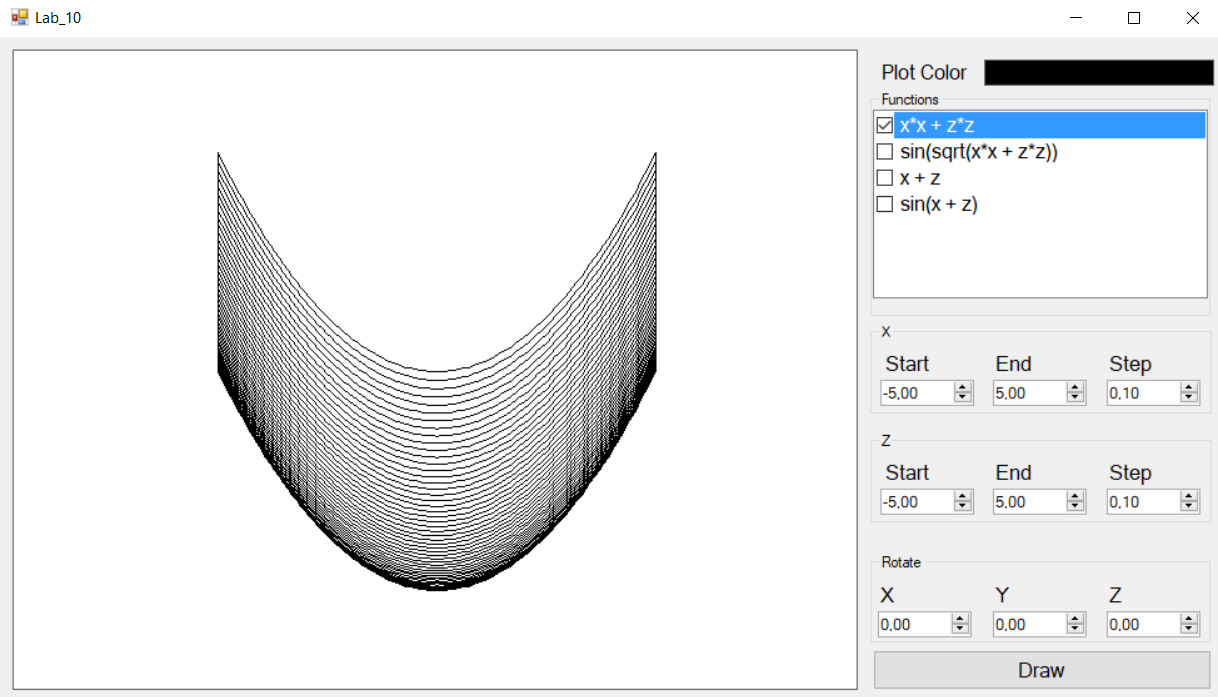 Lab_10
Plot Color
Functions
x*x + z*z
sin(sqrt(x*x + z*z))
x + z
sin(x + z)
X
Start End Step
-5,00 5,00 0,10
Z
Start End Step
-5,00 5,00 0,10
Rotate
X Y Z
0,00 0,00 0,00
Draw